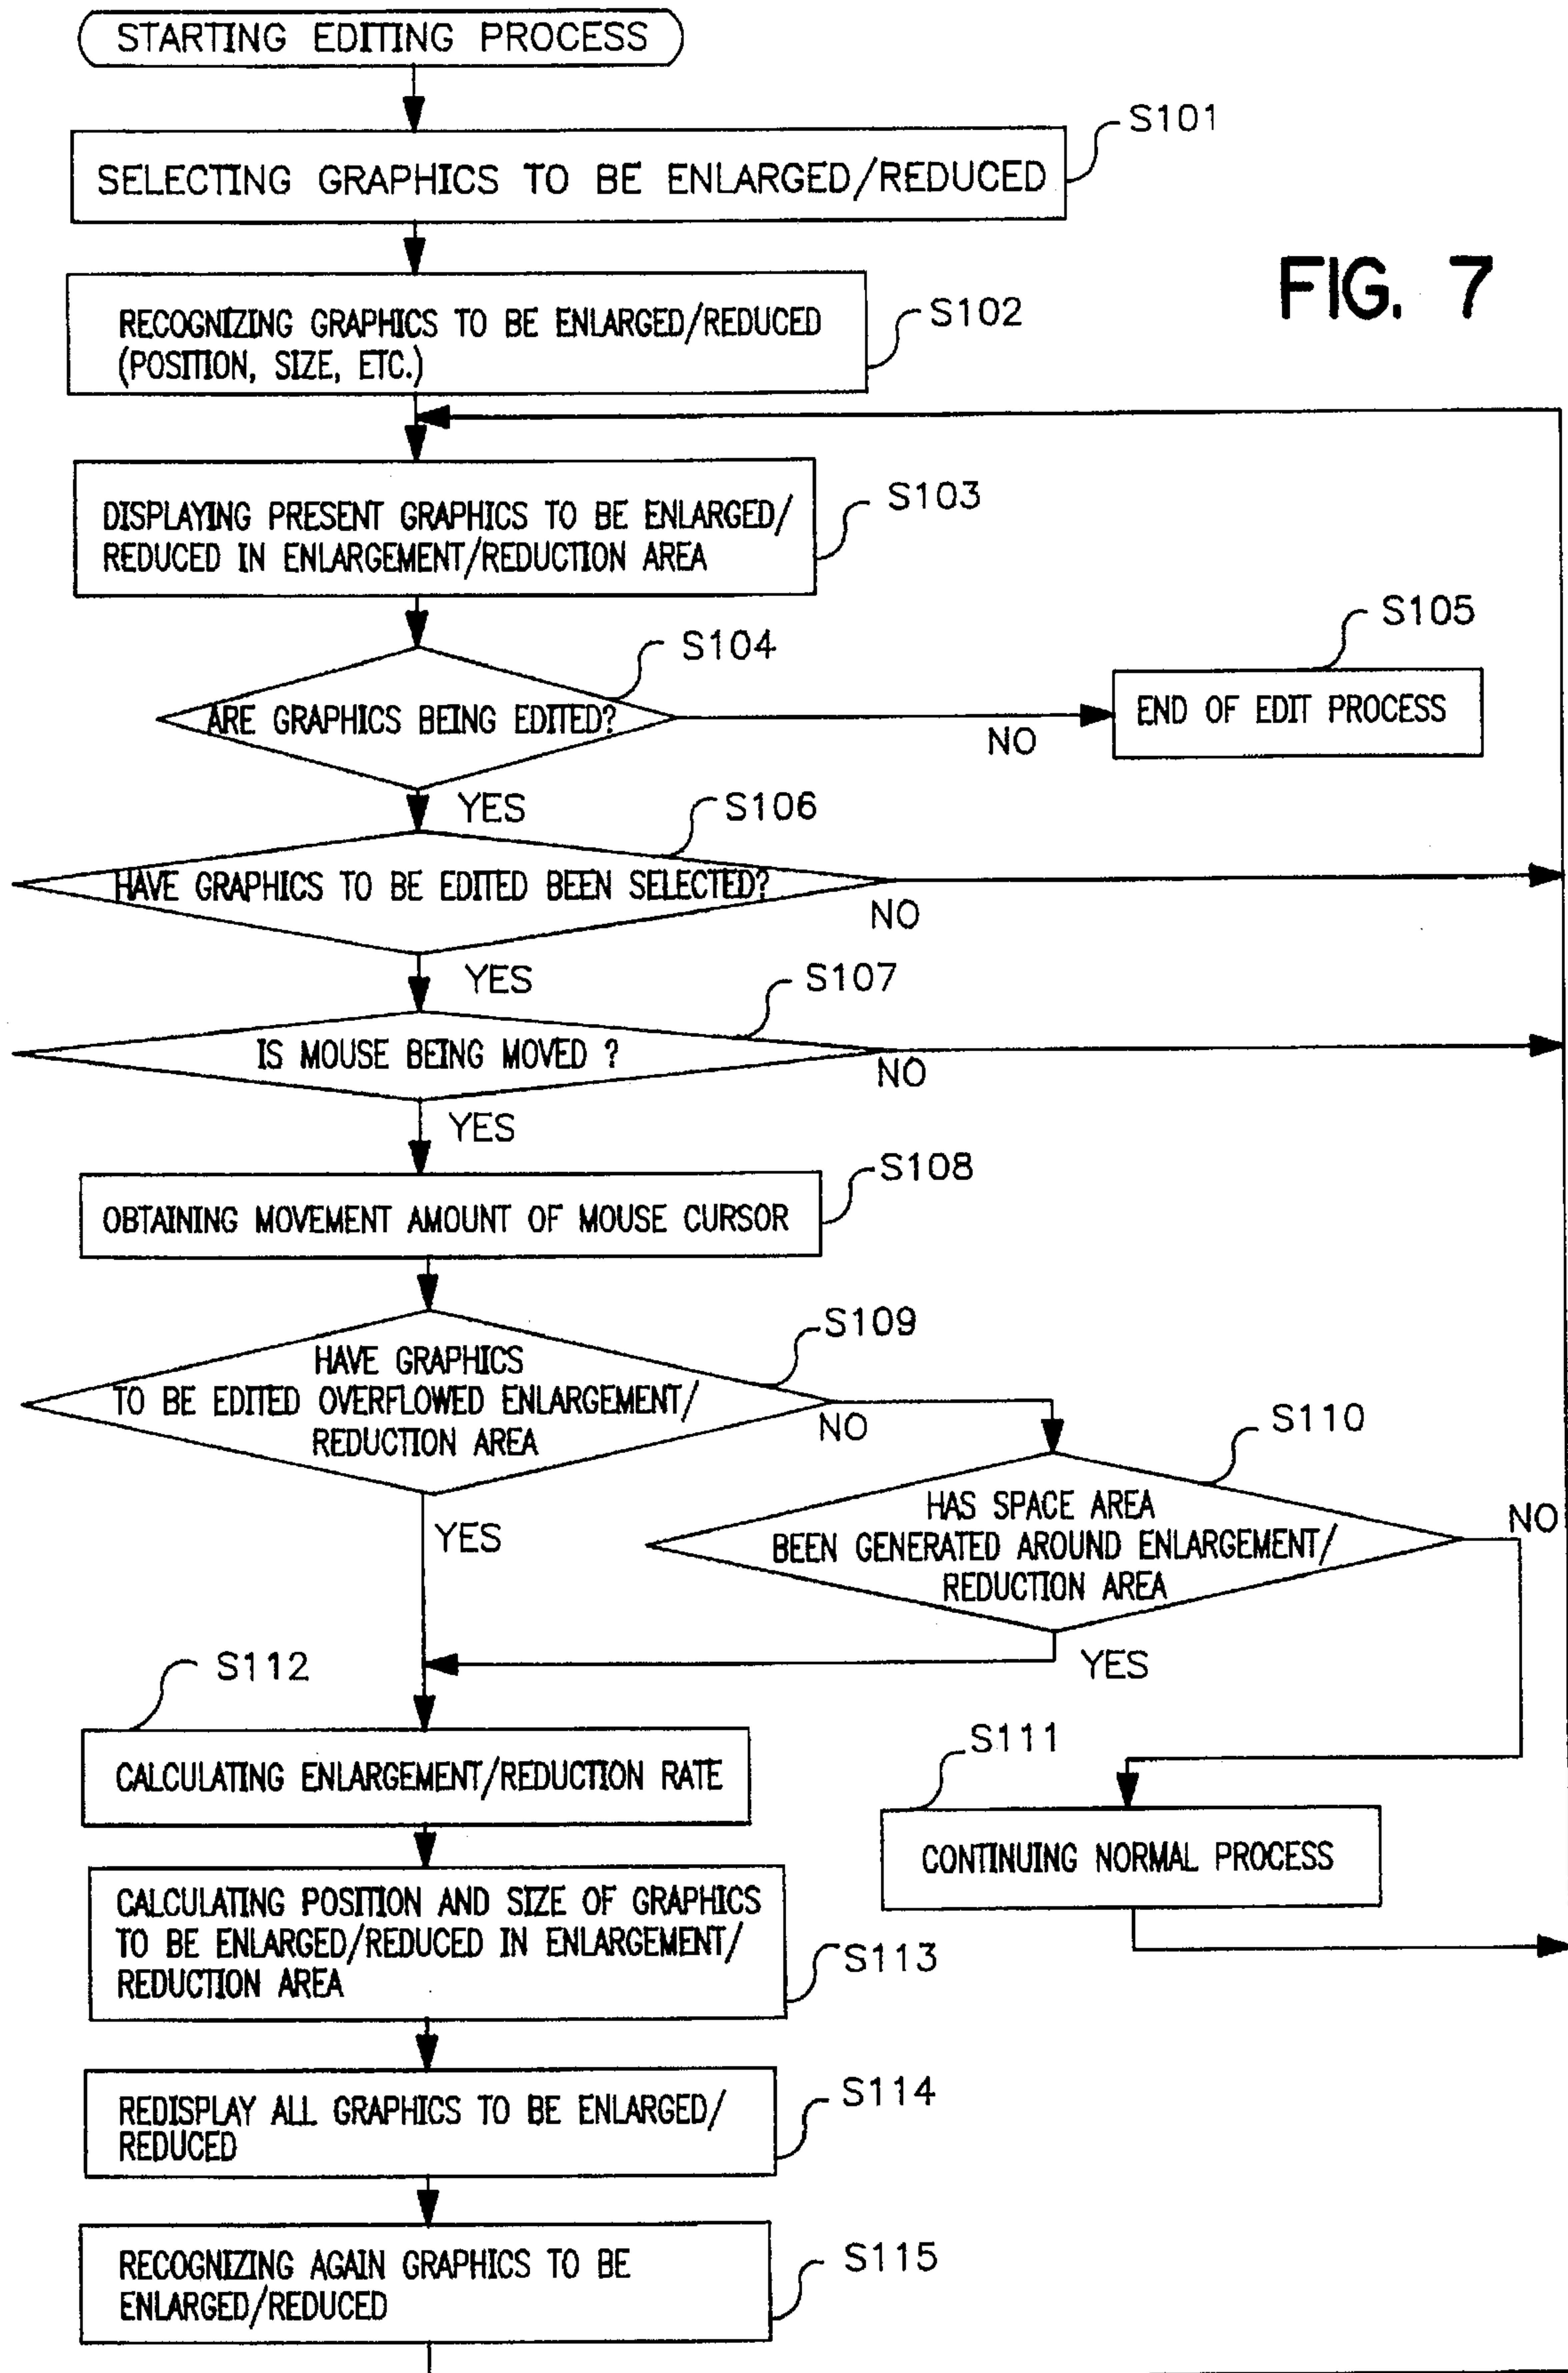 STARTING EDITING PROCESS
S101
SELECTING GRAPHICS TO BE ENLARGED/REDUCED
FIG. 7
S102
RECOGNIZING GRAPHICS TO BE ENLARGED/REDUCED
(POSITION, SIZE, ETC.)
S103
DISPLAYING PRESENT GRAPHICS TO BE ENLARGED/
REDUCED IN ENLARGEMENT/REDUCTION AREA
S104
ARE GRAPHICS BEING EDITED?
NO
S105
END OF EDIT PROCESS
YES
S106
HAVE GRAPHICS TO BE EDITED BEEN SELECTED?
NO
YES
S107
IS MOUSE BEING MOVED ?
NO
YES
S108
OBTAINING MOVEMENT AMOUNT OF MOUSE CURSOR
S109
HAVE GRAPHICS
TO BE EDITED OVERFLOWED ENLARGEMENT/
REDUCTION AREA
NO
YES
S110
HAS SPACE AREA
BEEN GENERATED AROUND ENLARGEMENT/
REDUCTION AREA
NO
YES
S112
CALCULATING ENLARGEMENT/REDUCTION RATE
S111
CONTINUING NORMAL PROCESS
CALCULATING POSITION AND SIZE OF GRAPHICS
TO BE ENLARGED/REDUCED IN ENLARGEMENT/
REDUCTION AREA
S113
REDISPLAY ALL GRAPHICS TO BE ENLARGED/
REDUCED
S114
RECOGNIZING AGAIN GRAPHICS TO BE
ENLARGED/REDUCED
S115